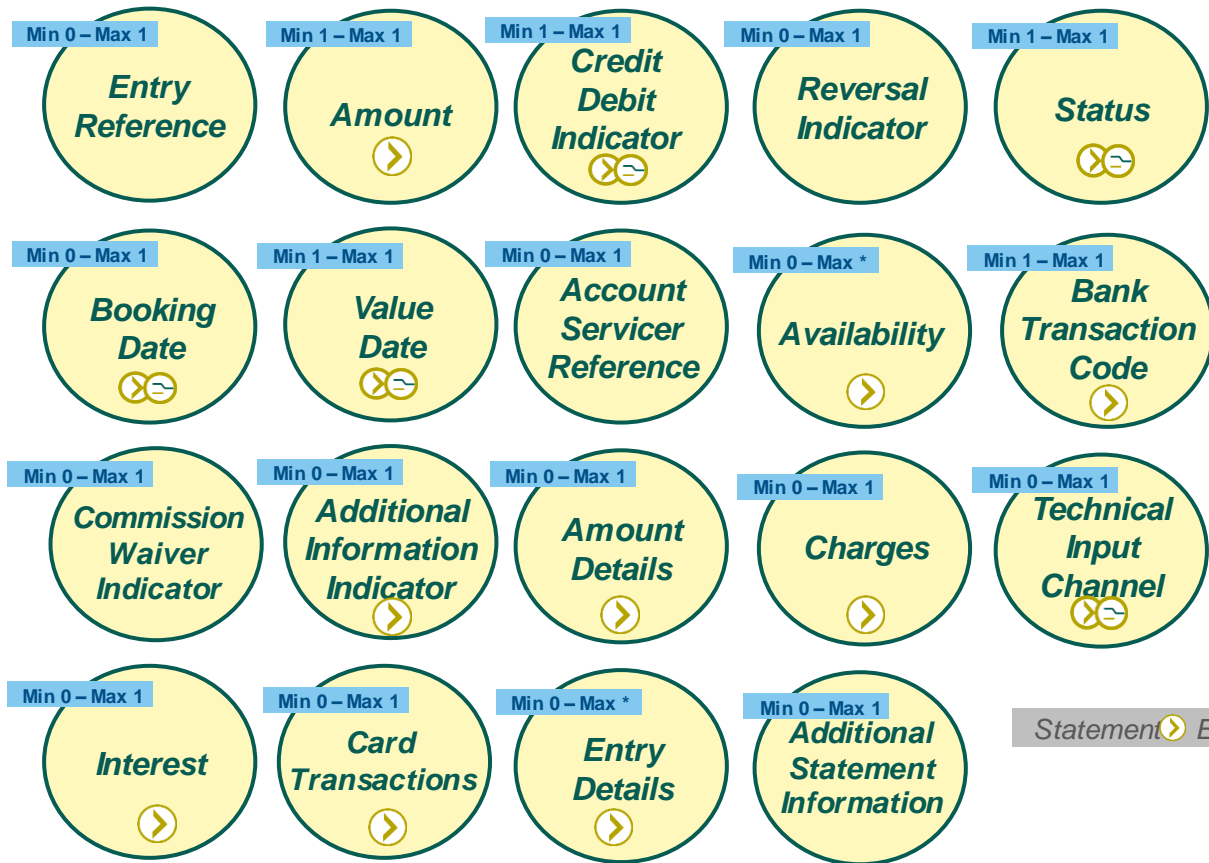 Min 0 – Max 1
Entry
Reference
Min 1 – Max 1
Amount
Min 1 – Max 1
Credit
Debit
Indicator
Min 0 – Max 1
Reversal
Indicator
Min 1 – Max 1
Status
Min 0 – Max 1
Booking
Date
Min 1 – Max 1
Value
Date
Min 0 – Max 1
Account
Servicer
Reference
Min 0 – Max *
Availability
Min 1 – Max 1
Bank
Transaction
Code
Min 0 – Max 1
Commission
Waiver
Indicator
Min 0 – Max 1
Additional
Information
Indicator
Min 0 – Max 1
Amount
Details
Min 0 – Max 1
Charges
Min 0 – Max 1
Technical
Input
Channel
Min 0 – Max 1
Interest
Min 0 – Max 1
Card
Transactions
Min 0 – Max *
Entry
Details
Min 0 – Max 1
Additional
Statement
Information
Statement